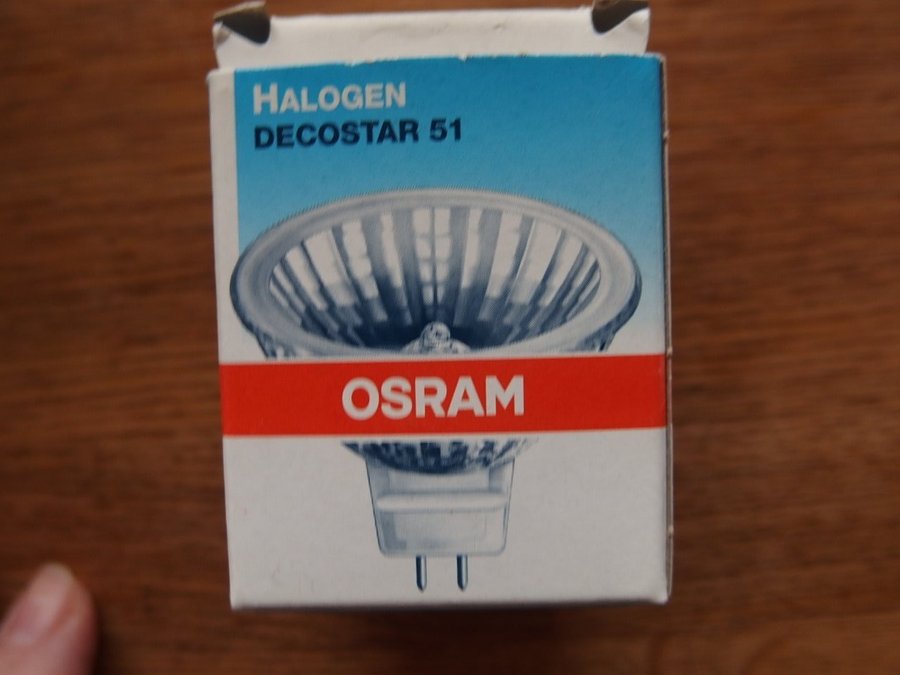 HALOGEN
DECOSTAR 51
OSRAM